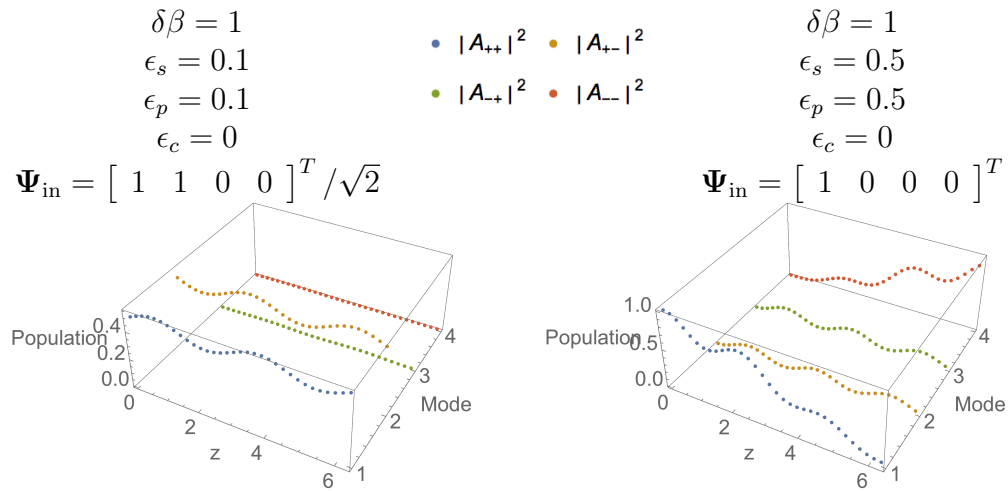 δβ = 1
ϵ_s = 0.1
ϵ_p = 0.1
ϵ_c = 0
Ψ_in = [ 1 1 0 0 ]^T /√2
|A_++|^2 |A_+-|^2
|A_-+|^2 |A_--|^2
δβ = 1
ϵ_s = 0.5
ϵ_p = 0.5
ϵ_c = 0
Ψ_in = [ 1 0 0 0 ]^T
Population
0.4
0.2
0.0
0
2
4
6
z
1
2
3
4
Mode
Population
1.0
0.5
0.0
0
2
4
6
z
1
2
3
4
Mode